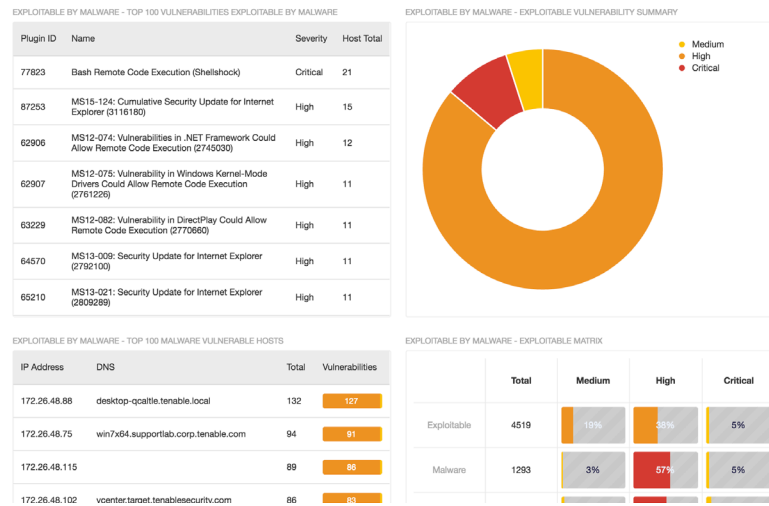 EXPLOITABLE BY MALWARE - TOP 100 VULNERABILITIES EXPLOITABLE BY MALWARE
Plugin ID Name Severity Host Total
77823 Bash Remote Code Execution (Shellshock) Critical 21
87253 MS15-124: Cumulative Security Update for Internet Explorer (3116180) High 15
62906 MS12-074: Vulnerabilities in .NET Framework Could Allow Remote Code Execution (2745030) High 12
62907 MS12-075: Vulnerability in Windows Kernel-Mode Drivers Could Allow Remote Code Execution (2761226) High 11
63229 MS12-082: Vulnerability in DirectPlay Could Allow Remote Code Execution (2770660) High 11
64570 MS13-009: Security Update for Internet Explorer (2792100) High 11
65210 MS13-021: Security Update for Internet Explorer (2809289) High 11
EXPLOITABLE BY MALWARE - EXPLOITABLE VULNERABILITY SUMMARY
Medium
High
Critical
EXPLOITABLE BY MALWARE - TOP 100 MALWARE VULNERABLE HOSTS
IP Address DNS Total Vulnerabilities
172.26.48.88 desktop-qcaltle.tenable.local 132 127
172.26.48.75 win7x64.supportlab.corp.tenable.com 94 91
172.26.48.115 89 86
172.26.48.102 vcenter.target.tenablesecurity.com 86 83
EXPLOITABLE BY MALWARE - EXPLOITABLE MATRIX
Total Medium High Critical
Exploitable 4519 19% 38% 5%
Malware 1293 3% 57% 5%